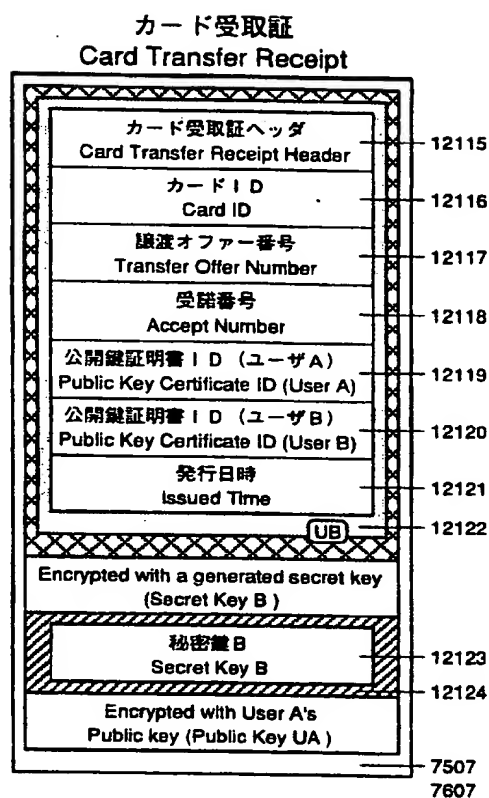 カード受取証
Card Transfer Receipt
カード受取証ヘッダ
Card Transfer Receipt Header
12115
カードID
Card ID
12116
譲渡オファー番号
Transfer Offer Number
12117
受諾番号
Accept Number
12118
公開鍵証明書ID（ユーザA）
Public Key Certificate ID (User A)
12119
公開鍵証明書ID（ユーザB）
Public Key Certificate ID (User B)
12120
発行日時
Issued Time
12121
UB
12122
Encrypted with a generated secret key
(Secret Key B )
秘密鍵B
Secret Key B
12123
12124
Encrypted with User A's
Public key (Public Key UA )
7507
7607